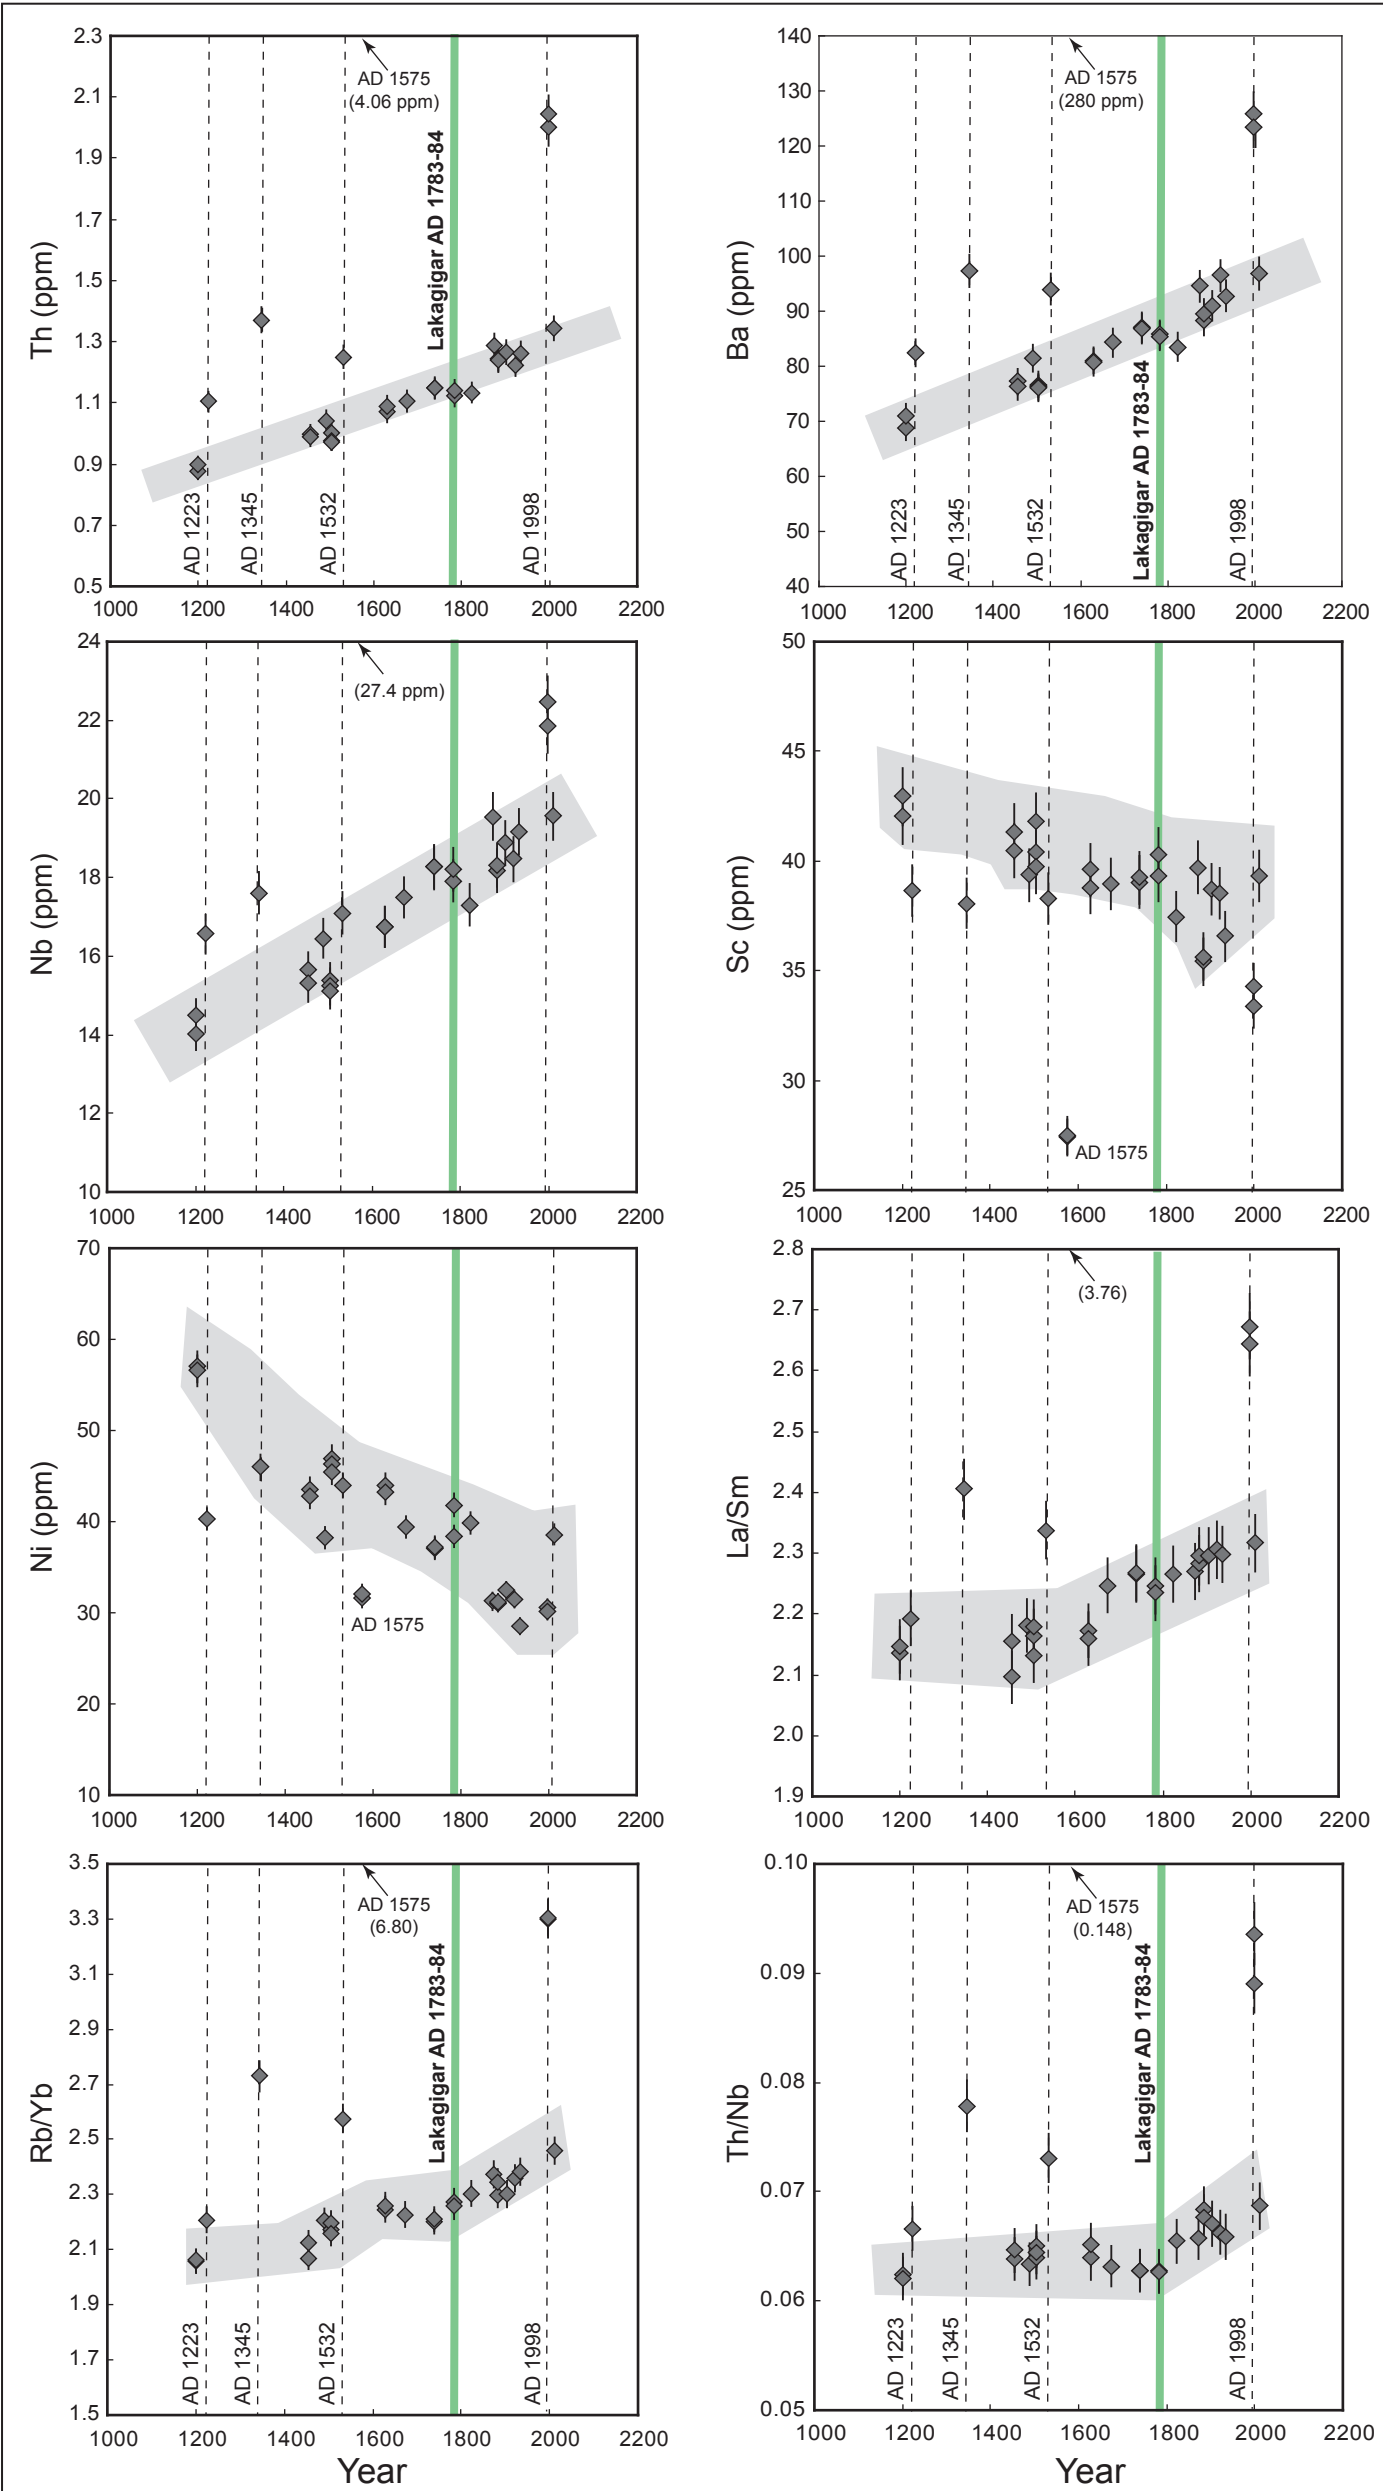 2.3
2.1
1.9
1.7
1.5
1.3
1.1
0.9
0.7
0.5
Th (ppm)
AD 1575
(4.06 ppm)
Lakagigar AD 1783-84
AD 1223
AD 1345
AD 1532
AD 1998
1000 1200 1400 1600 1800 2000 2200
140
130
120
110
100
90
80
70
60
50
40
Ba (ppm)
AD 1575
(280 ppm)
Lakagigar AD 1783-84
AD 1223
AD 1345
AD 1532
AD 1998
1000 1200 1400 1600 1800 2000 2200
24
22
20
18
16
14
12
10
Nb (ppm)
(27.4 ppm)
1000 1200 1400 1600 1800 2000 2200
50
45
40
35
30
25
Sc (ppm)
AD 1575
1000 1200 1400 1600 1800 2000 2200
70
60
50
40
30
20
10
Ni (ppm)
AD 1575
1000 1200 1400 1600 1800 2000 2200
2.8
2.7
2.6
2.5
2.4
2.3
2.2
2.1
2.0
1.9
La/Sm
(3.76)
1000 1200 1400 1600 1800 2000 2200
3.5
3.3
3.1
2.9
2.7
2.5
2.3
2.1
1.9
1.7
1.5
Rb/Yb
AD 1575
(6.80)
Lakagigar AD 1783-84
AD 1223
AD 1345
AD 1532
AD 1998
1000 1200 1400 1600 1800 2000 2200
Year
0.10
0.09
0.08
0.07
0.06
0.05
Th/Nb
AD 1575
(0.148)
Lakagigar AD 1783-84
AD 1223
AD 1345
AD 1532
AD 1998
1000 1200 1400 1600 1800 2000 2200
Year